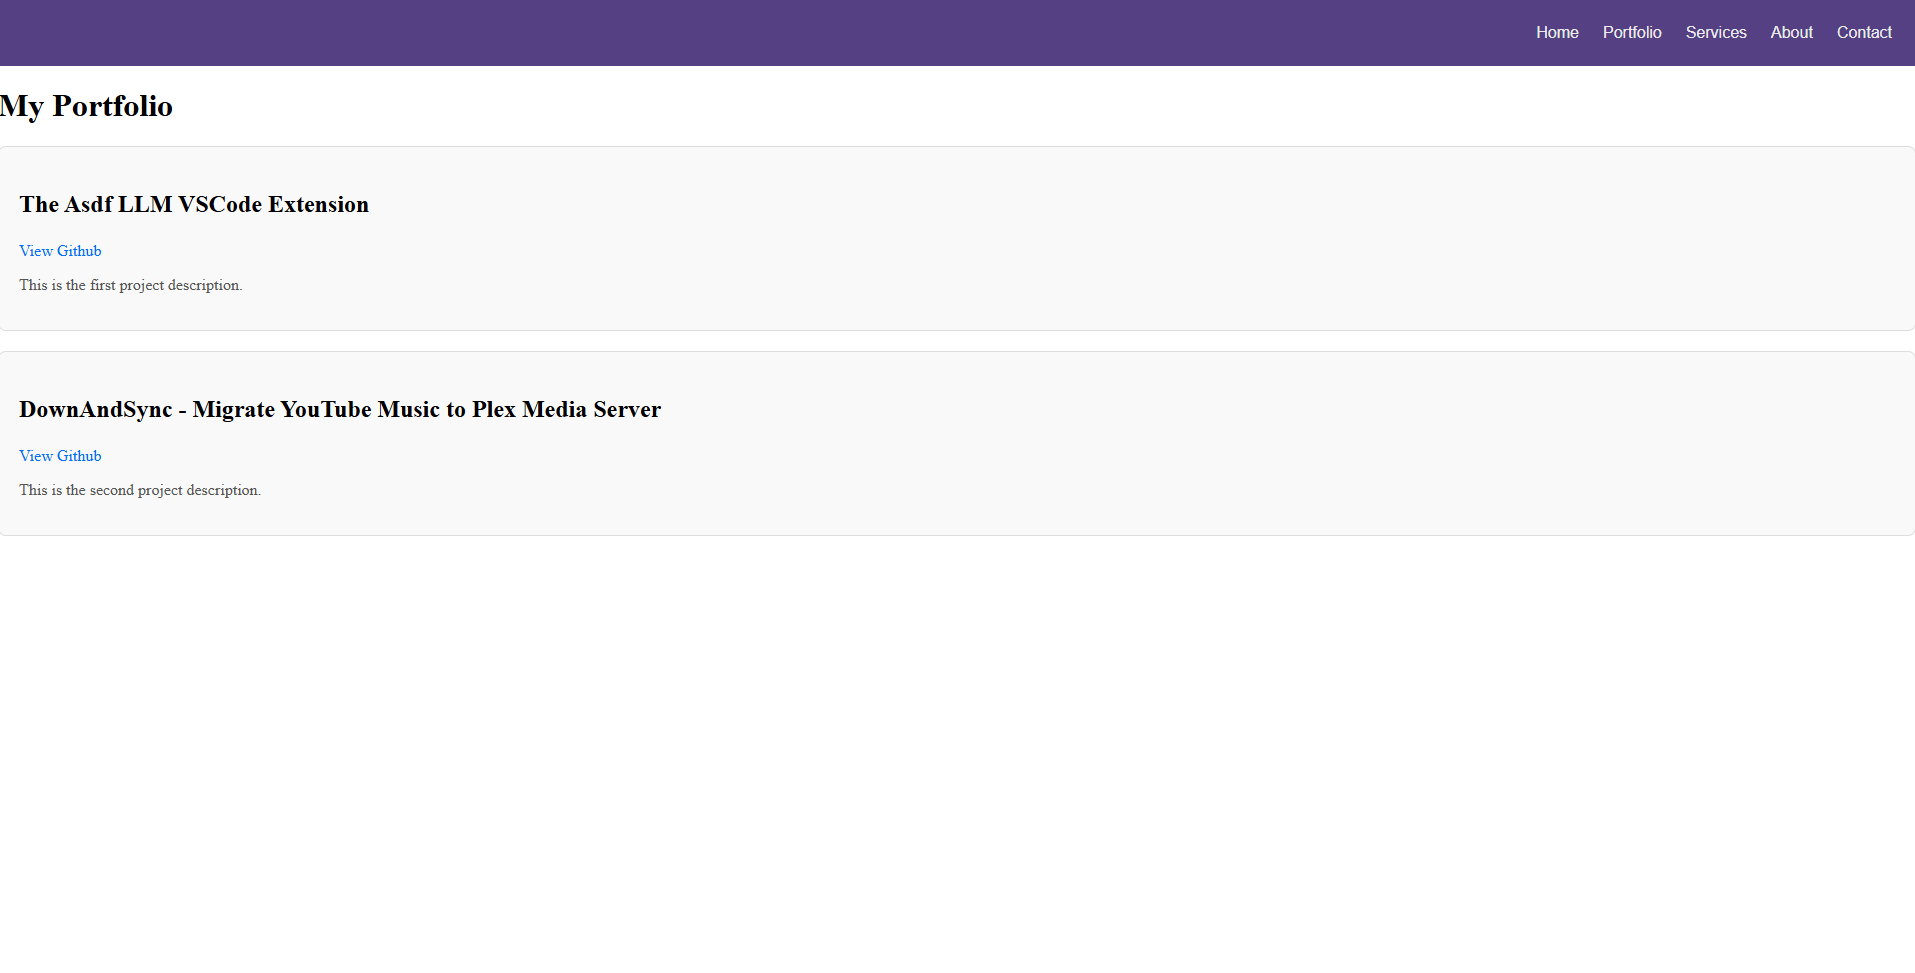 Home Portfolio Services About Contact
My Portfolio
The Asdf LLM VSCode Extension
View Github
This is the first project description.
DownAndSync - Migrate YouTube Music to Plex Media Server
View Github
This is the second project description.